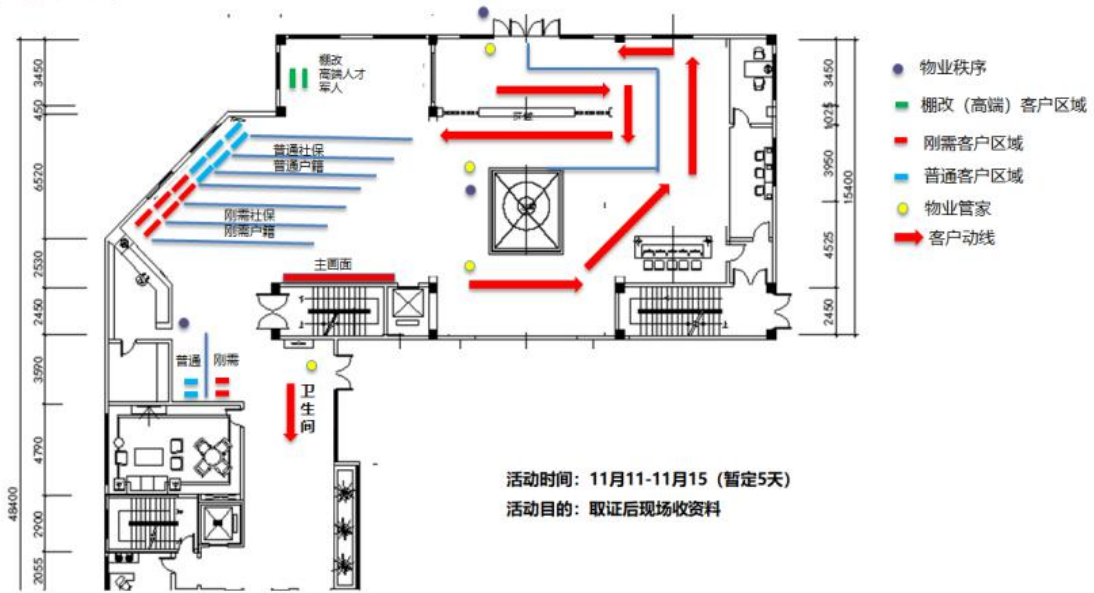 棚改
高端人才
军人
普通社保
普通户籍
刚需社保
刚需户籍
主画面
普通
刚需
卫生间
物业秩序
棚改（高端）客户区域
刚需客户区域
普通客户区域
物业管家
客户动线
活动时间：11月11-11月15（暂定5天）
活动目的：取证后现场收资料
3450
450
6520
2530
2450
3590
4790
2900
2055
48400
3450
1025
3950
4525
2450
15400